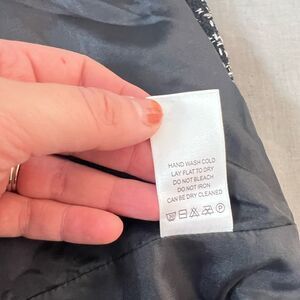 HAND WASH COLD
LAY FLAT TO DRY
DO NOT BLEACH
DO NOT IRON
CAN BE DRY CLEANED